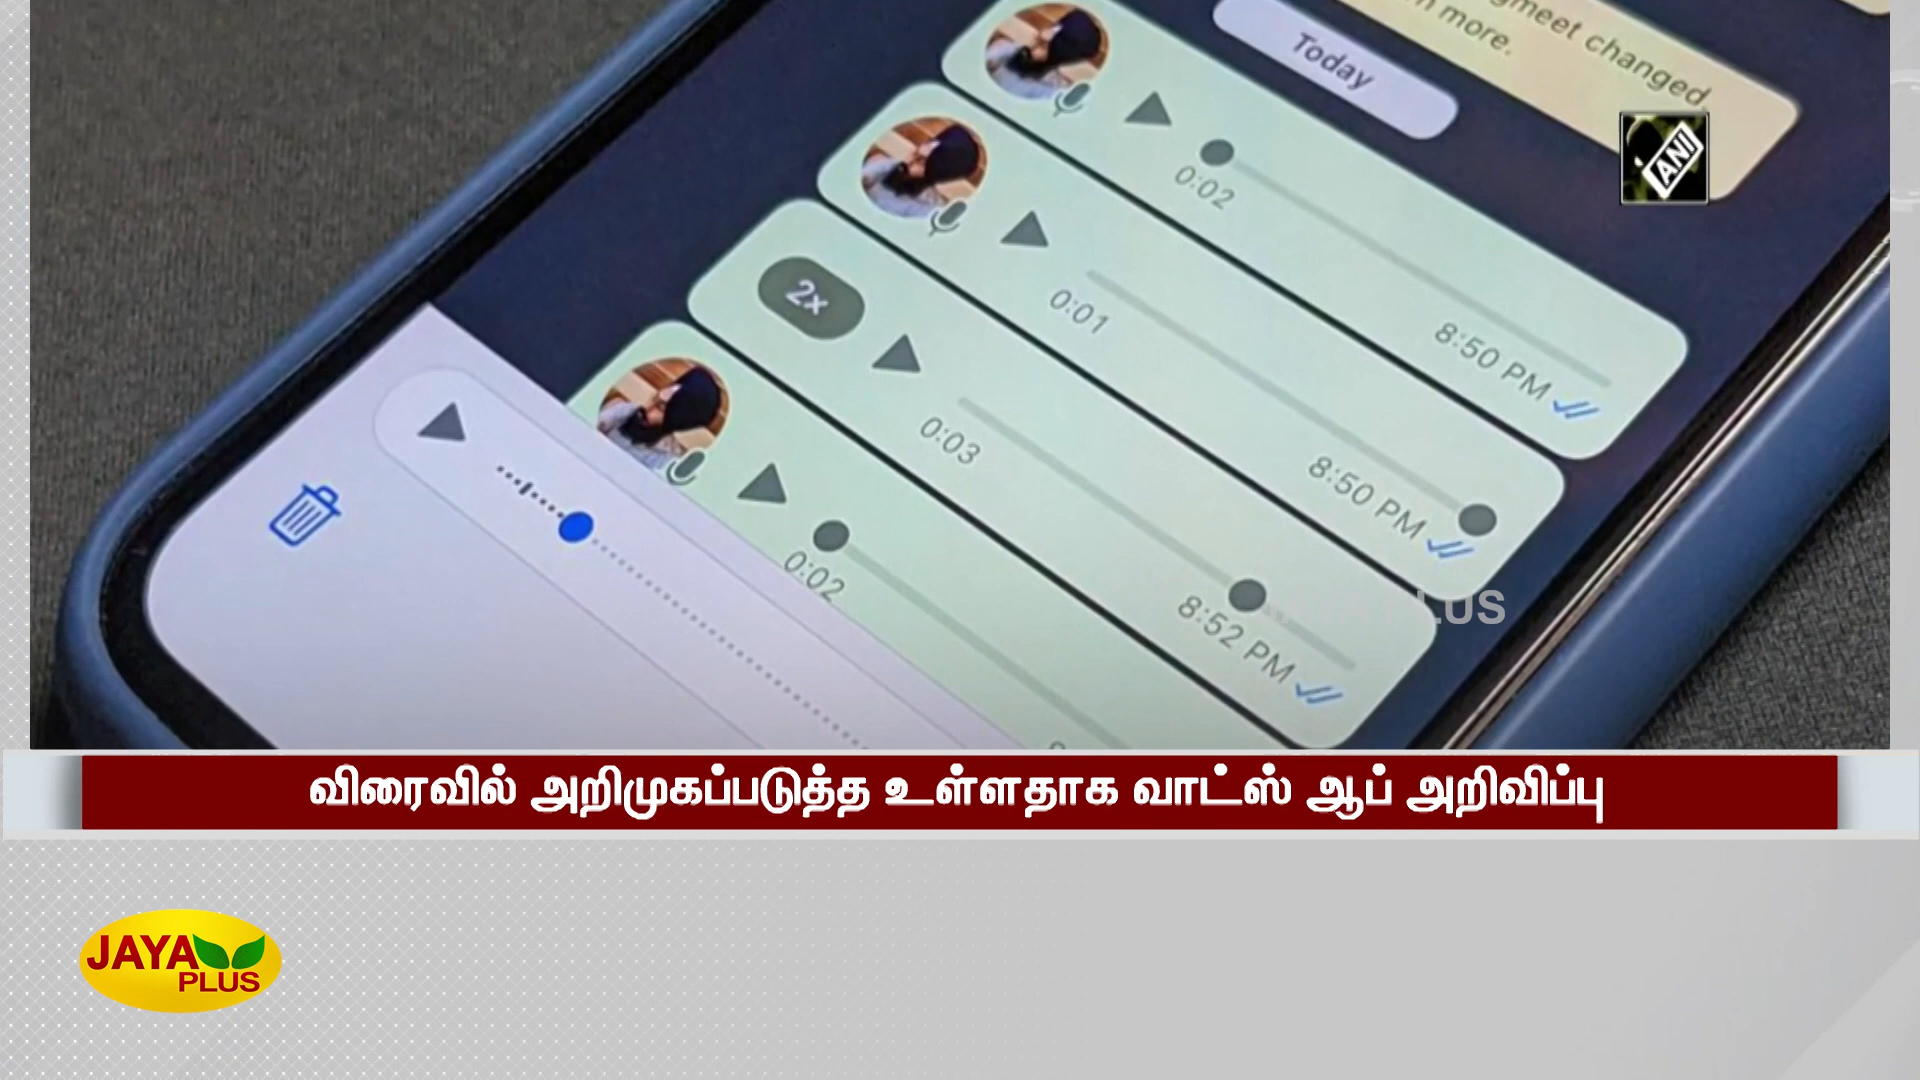 changed
more.
Today
ANI
0:02
8:50 PM
0:01
8:50 PM
2x
0:03
8:52 PM
0:02
PLUS
விரைவில் அறிமுகப்படுத்த உள்ளதாக வாட்ஸ் ஆப் அறிவிப்பு
JAYA
PLUS